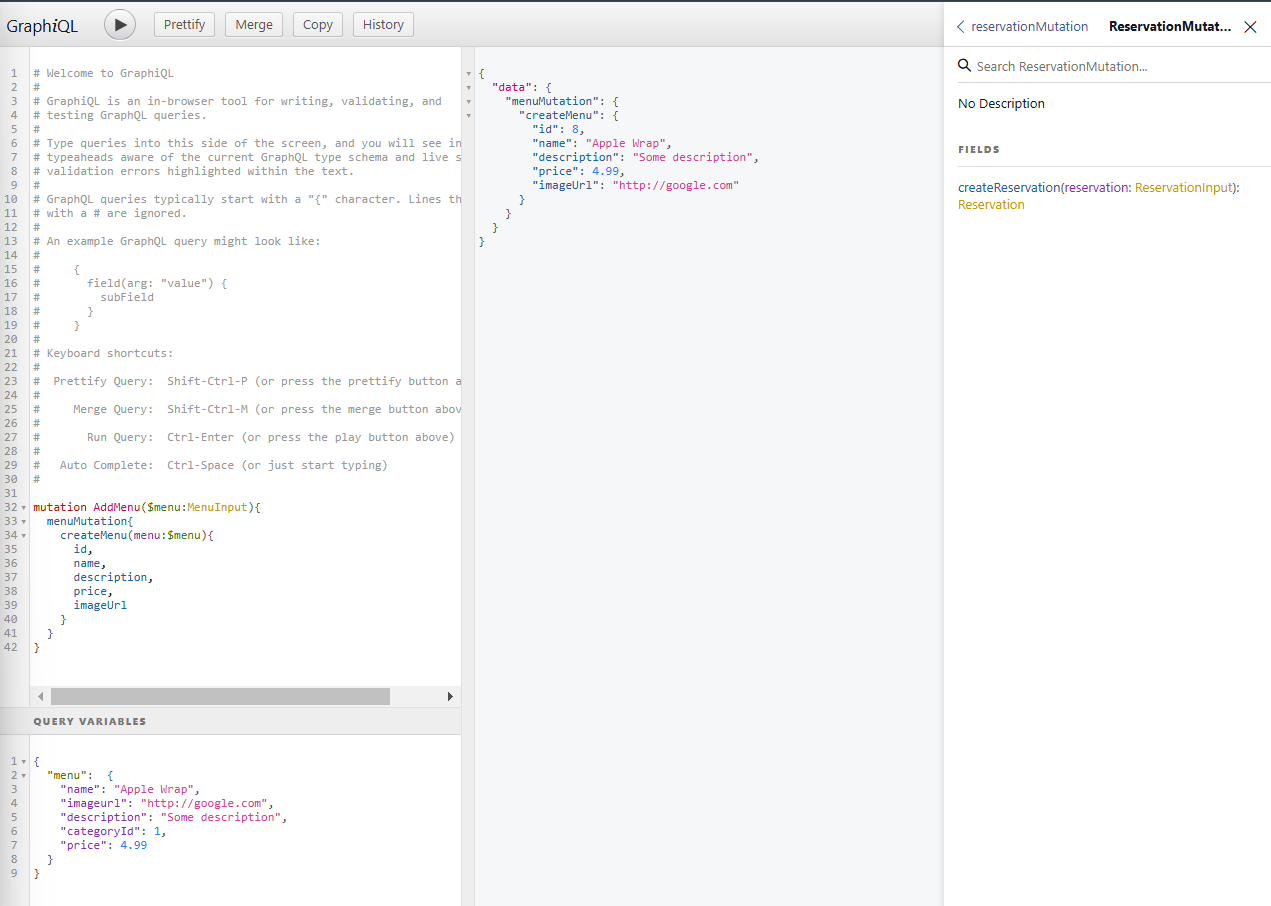 GraphiQL
Prettify
Merge
Copy
History
1 # Welcome to GraphiQL
2 #
3 # GraphiQL is an in-browser tool for writing, validating, and
4 # testing GraphQL queries.
5 #
6 # Type queries into this side of the screen, and you will see in
7 # typeaheads aware of the current GraphQL type schema and live s
8 # validation errors highlighted within the text.
9 #
10 # GraphQL queries typically start with a "{" character. Lines th
11 # with a # are ignored.
12 #
13 # An example GraphQL query might look like:
14 #
15 #     {
16 #       field(arg: "value") {
17 #         subField
18 #       }
19 #     }
20 #
21 # Keyboard shortcuts:
22 #
23 #  Prettify Query:  Shift-Ctrl-P (or press the prettify button a
24 #
25 #     Merge Query:  Shift-Ctrl-M (or press the merge button abov
26 #
27 #       Run Query:  Ctrl-Enter (or press the play button above)
28 #
29 #   Auto Complete:  Ctrl-Space (or just start typing)
30 #
31
32 mutation AddMenu($menu:MenuInput){
33   menuMutation{
34     createMenu(menu:$menu){
35       id,
36       name,
37       description,
38       price,
39       imageUrl
40     }
41   }
42 }
QUERY VARIABLES
1 {
2   "menu":  {
3     "name": "Apple Wrap",
4     "imageurl": "http://google.com",
5     "description": "Some description",
6     "categoryId": 1,
7     "price": 4.99
8   }
9 }
{
  "data": {
    "menuMutation": {
      "createMenu": {
        "id": 8,
        "name": "Apple Wrap",
        "description": "Some description",
        "price": 4.99,
        "imageUrl": "http://google.com"
      }
    }
  }
}
reservationMutation
ReservationMutat...
Search ReservationMutation...
No Description
FIELDS
createReservation(reservation: ReservationInput):
Reservation